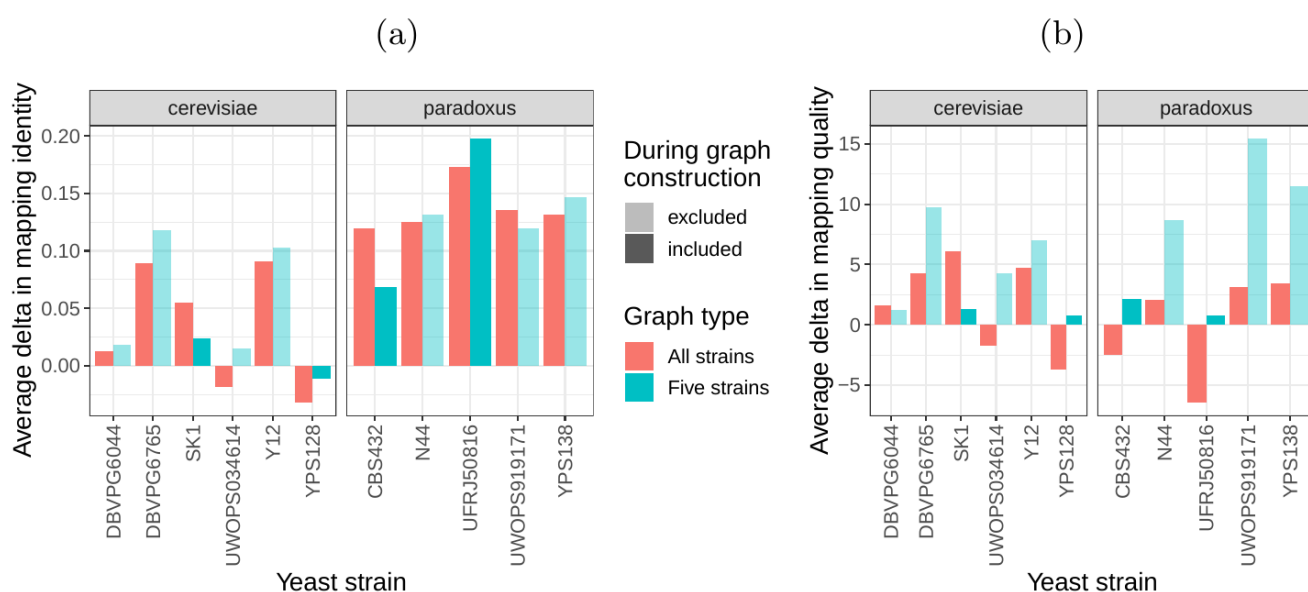 (a)
(b)
Average delta in mapping identity
cerevisiae
paradoxus
0.20
0.15
0.10
0.05
0.00
DBVPG6044
DBVPG6765
SK1
UWOPS034614
Y12
YPS128
CBS432
N44
UFRJ50816
UWOPS919171
YPS138
Yeast strain
During graph
construction
excluded
included
Graph type
All strains
Five strains
Average delta in mapping quality
cerevisiae
paradoxus
15
10
5
0
−5
DBVPG6044
DBVPG6765
SK1
UWOPS034614
Y12
YPS128
CBS432
N44
UFRJ50816
UWOPS919171
YPS138
Yeast strain